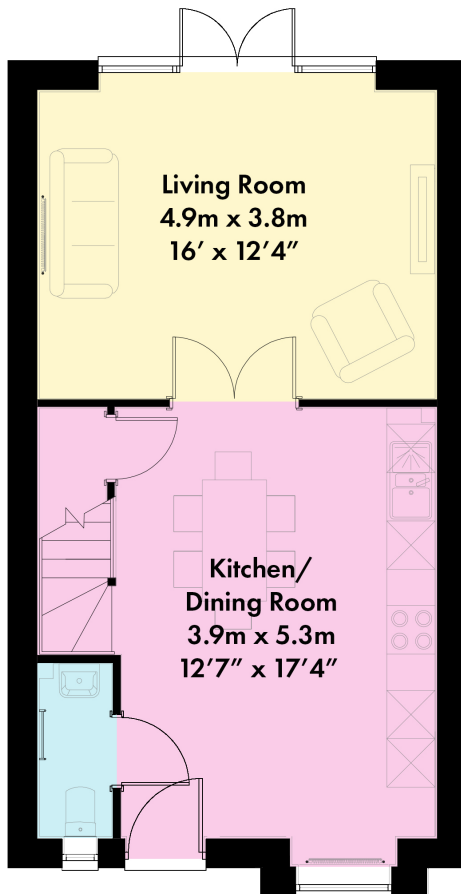 Living Room
4.9m x 3.8m
16’ x 12’4”
Kitchen/
Dining Room
3.9m x 5.3m
12’7” x 17’4”